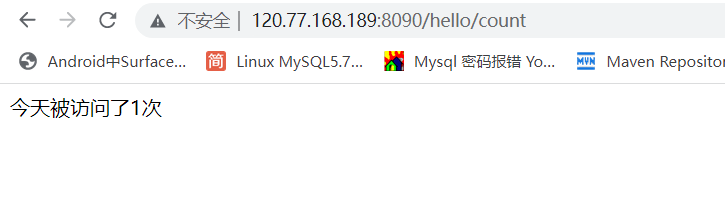 不安全 | 120.77.168.189:8090/hello/count
Android中Surface... 简 Linux MySQL5.7... Mysql 密码报错 Yo... MVN Maven Repositor
今天被访问了1次